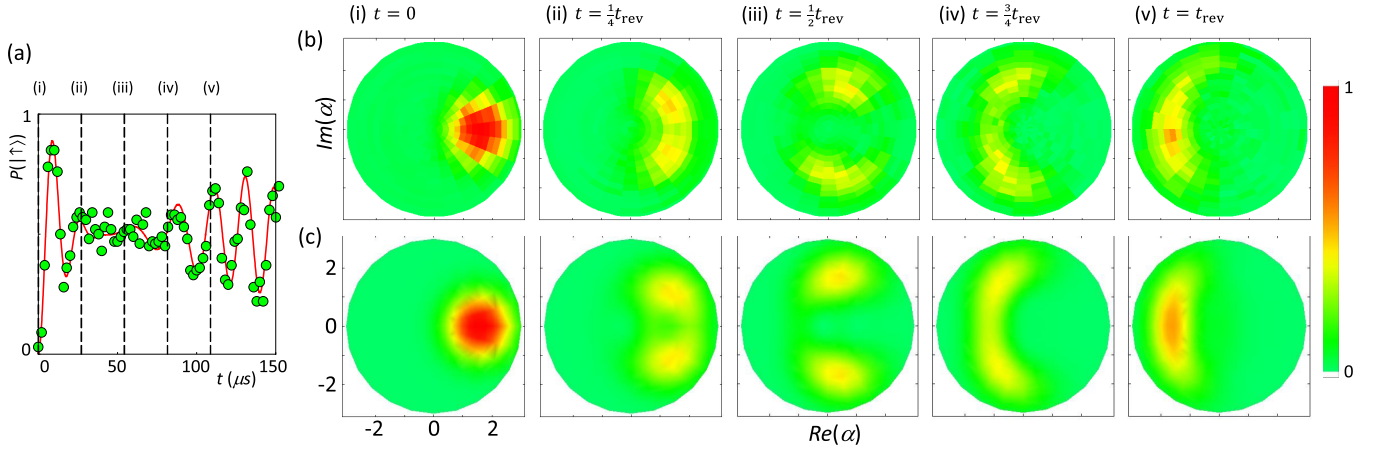 (i) t = 0
(ii) t = ¼t_rev
(iii) t = ½t_rev
(iv) t = ¾t_rev
(v) t = t_rev
(a)
(i) (ii) (iii) (iv) (v)
1
P(|↑⟩)
0
0 50 100 150
t (μs)
(b)
Im(α)
(c)
2
0
-2
-2 0 2
Re(α)
1
0